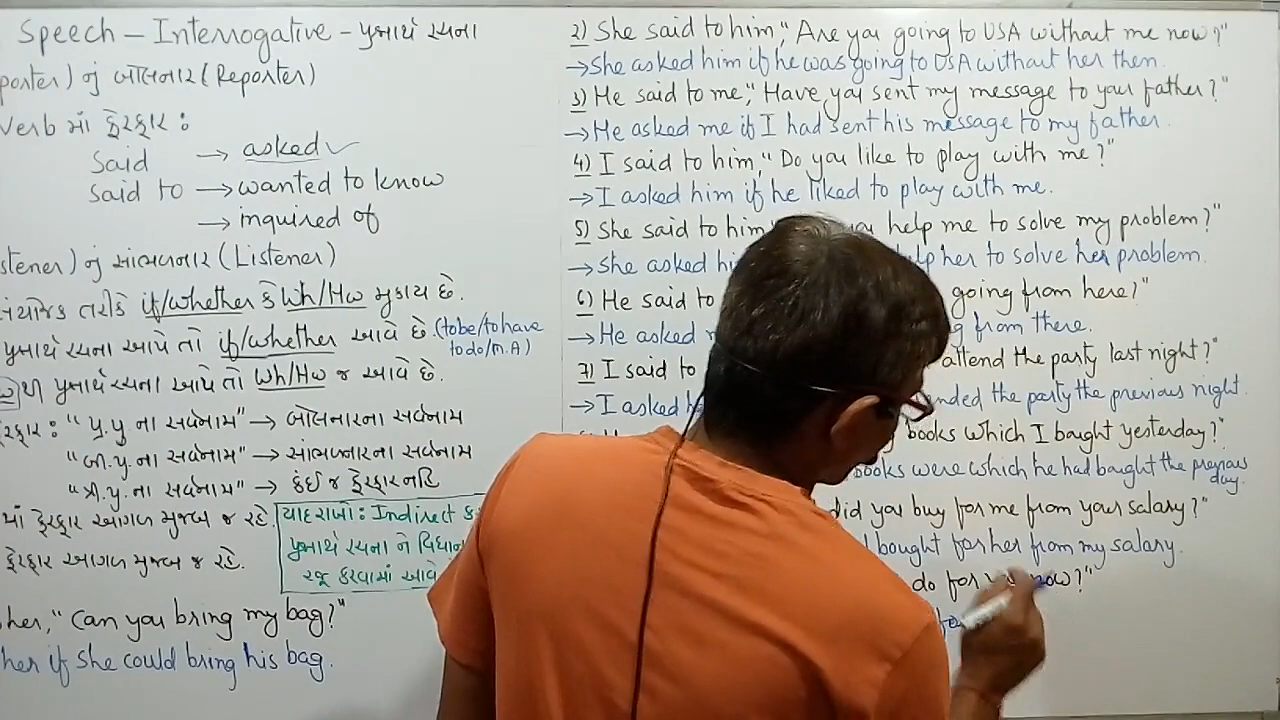 Speech – Interrogative – પ્રશ્નાર્થ રચના
porter) નું બોલનાર (Reporter)
Verb માં ફેરફાર :
Said → asked ✓
said to → wanted to know
→ inquired of
stener) નું સાંભળનાર (Listener)
સંયોજક તરીકે if/whether કે Wh/Hw મૂકાય છે.
પ્રશ્નાર્થ રચના આપે તો if/whether આવે છે. (tobe/to have
todo/M.A)
થી પ્રશ્નાર્થ રચના આપે તો Wh/Hw જ આવે છે.
ફાર : "પ્ર.પુ ના સર્વનામ" → બોલનારના સર્વનામ
"બી.પુ. ના સર્વનામ" → સાંભળનારના સર્વનામ
"ત્રી.પુ. ના સર્વનામ" → કંઈ જ ફેરફાર નહિ
માં ફેરફાર આગળ મુજબ જ રહે.
ફેરફાર આગળ મુજબ જ રહે.
યાદ રાખો : Indirect
પ્રશ્નાર્થ રચના ને
રજૂ કરવામાં આવે
her, "Can you bring my bag?"
her if she could bring his bag.
2) She said to him, "Are you going to USA without me now?"
→ She asked him if he was going to USA without her then.
3) He said to me, "Have you sent my message to your father?"
→ He asked me if I had sent his message to my father.
4) I said to him, "Do you like to play with me?"
→ I asked him if he liked to play with me.
5) She said to him help me to solve my problem?"
→ She asked hi lp her to solve her problem.
6) He said to going from here?"
→ He asked g from there.
7) I said to attend the party last night?"
→ I asked nded the party the previous night.
books which I bought yesterday?"
books were which he had bought the previous
day.
did you buy for me from your salary?"
bought for her from my salary.
do for now?"